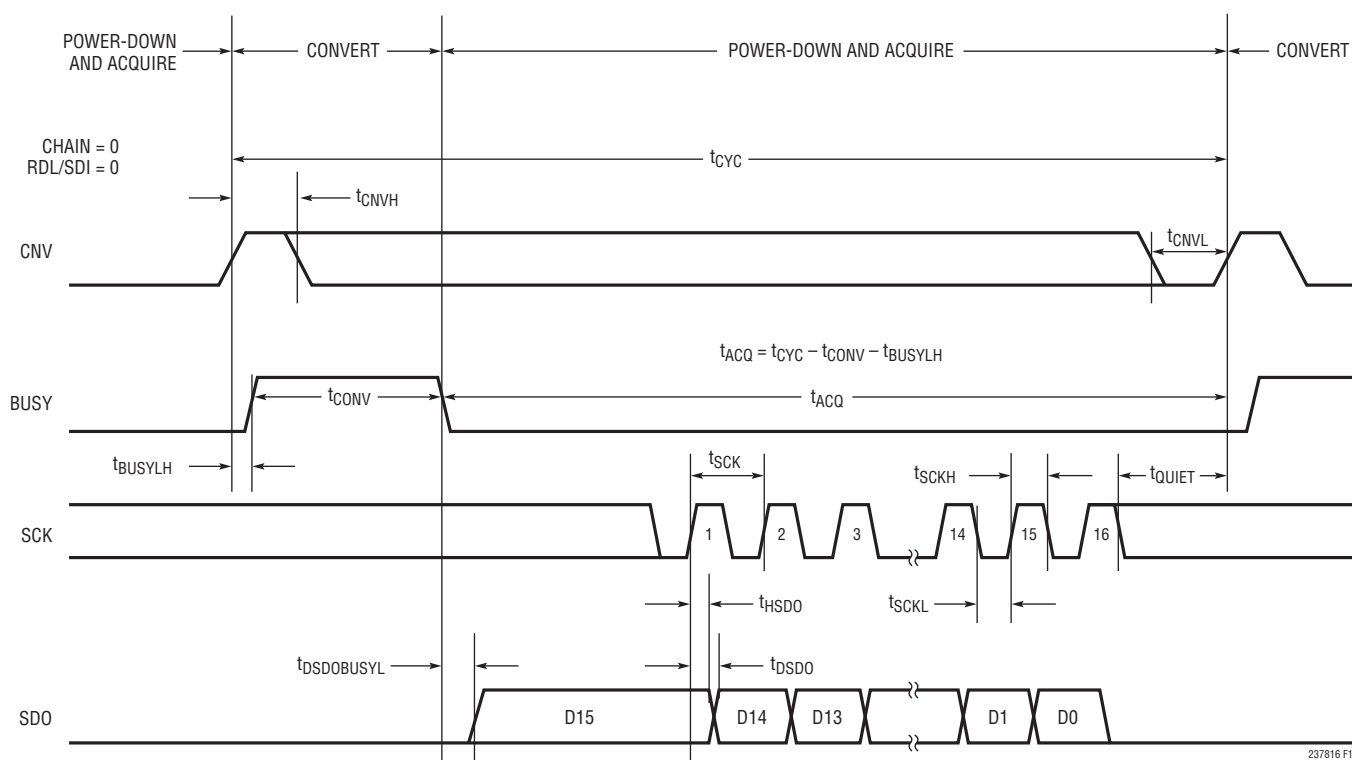 POWER-DOWN
AND ACQUIRE
CONVERT
POWER-DOWN AND ACQUIRE
CONVERT
CHAIN = 0
RDL/SDI = 0
tCYC
tCNVH
CNV
tCNVL
tACQ = tCYC – tCONV – tBUSYLH
BUSY
tCONV
tACQ
tBUSYLH
tSCK
tSCKH
tQUIET
SCK
1
2
3
14
15
16
tHSDO
tSCKL
tDSDOBUSYL
tDSDO
SDO
D15
D14
D13
D1
D0
237816 F1